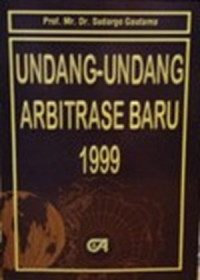 Prof. Mr. Dr. Sudargo Gautama
UNDANG-UNDANG
ARBITRASE BARU
1999